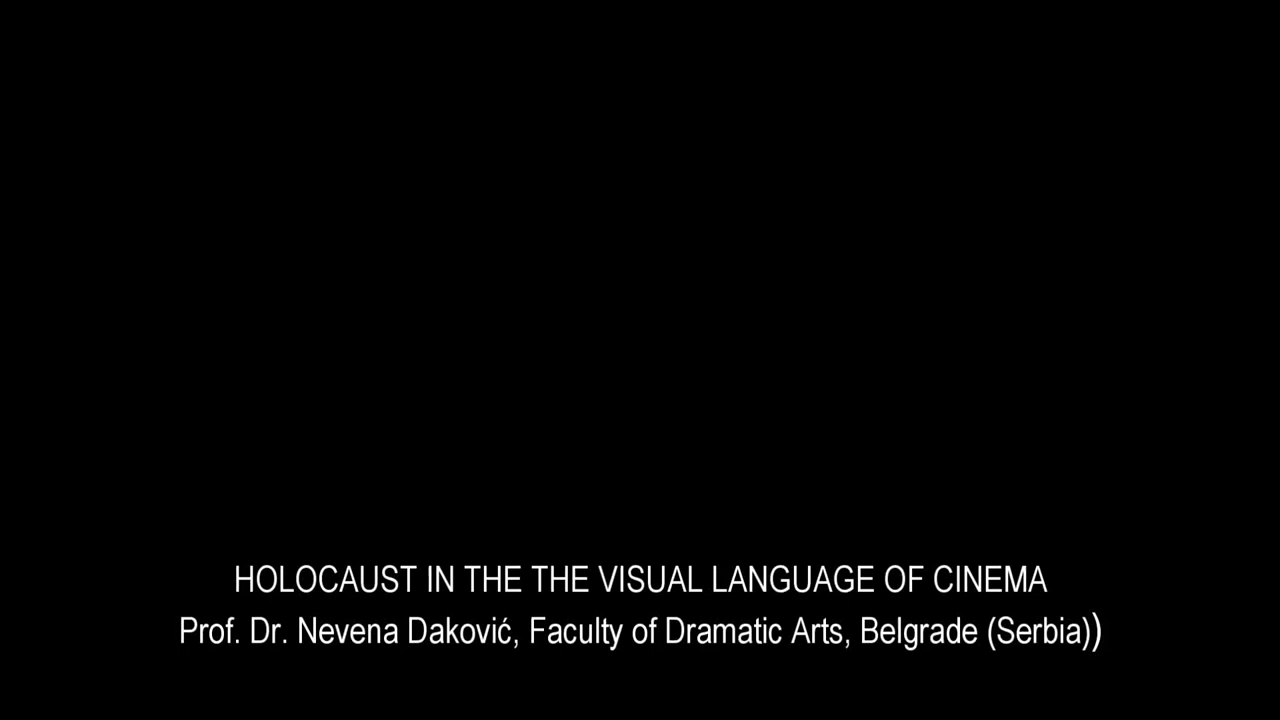 HOLOCAUST IN THE THE VISUAL LANGUAGE OF CINEMA
Prof. Dr. Nevena Daković, Faculty of Dramatic Arts, Belgrade (Serbia))